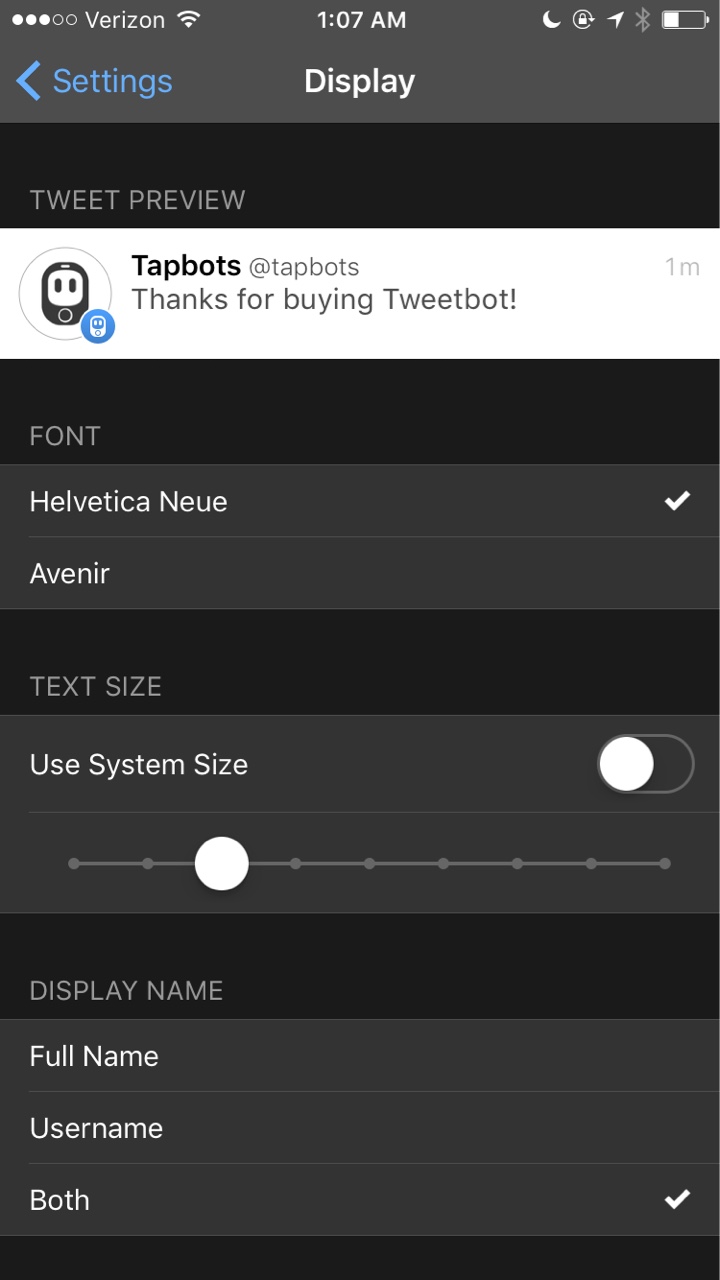 Verizon 1:07 AM
Settings Display
TWEET PREVIEW
Tapbots @tapbots 1m
Thanks for buying Tweetbot!
FONT
Helvetica Neue
Avenir
TEXT SIZE
Use System Size
DISPLAY NAME
Full Name
Username
Both